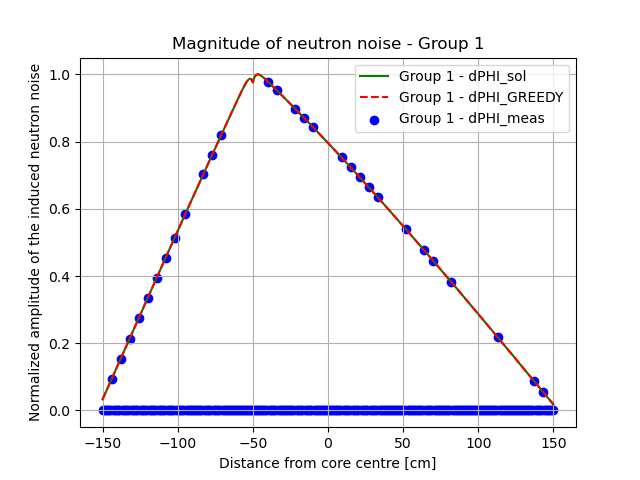 Magnitude of neutron noise - Group 1
Normalized amplitude of the induced neutron noise
1.0
0.8
0.6
0.4
0.2
0.0
Group 1 - dPHI_sol
Group 1 - dPHI_GREEDY
Group 1 - dPHI_meas
−150
−100
−50
0
50
100
150
Distance from core centre [cm]